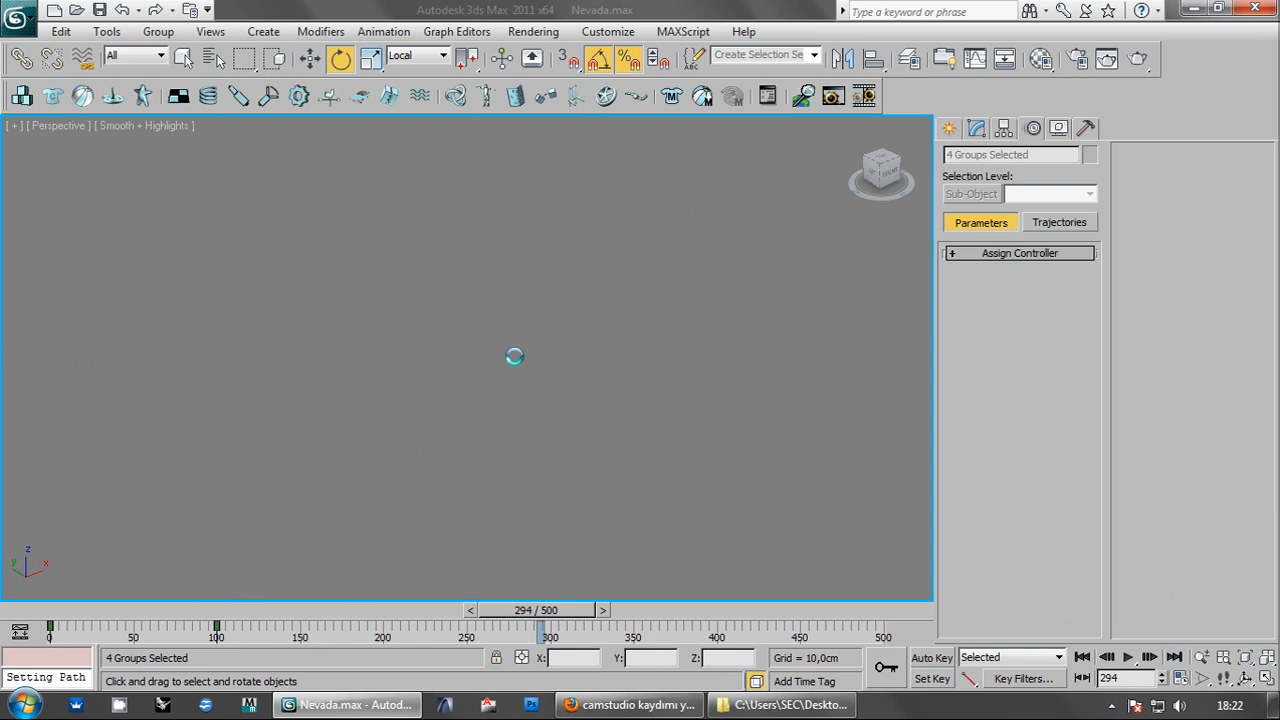 Autodesk 3ds Max 2011 x64 Nevada.max
Type a keyword or phrase
Edit Tools Group Views Create Modifiers Animation Graph Editors Rendering Customize MAXScript Help
All Local 3 Create Selection Se
[ + ] [ Perspective ] [ Smooth + Highlights ]
4 Groups Selected
Selection Level:
Sub-Object
Parameters Trajectories
+ Assign Controller
z
y x
< 294 / 500 >
0 50 100 150 200 250 300 350 400 450 500
4 Groups Selected X: Y: Z: Grid = 10,0cm Auto Key Selected
Setting Path Click and drag to select and rotate objects Add Time Tag Set Key Key Filters... 294
Nevada.max - Autod... camstudio kaydımı y... C:\Users\SEC\Deskto... 18:22